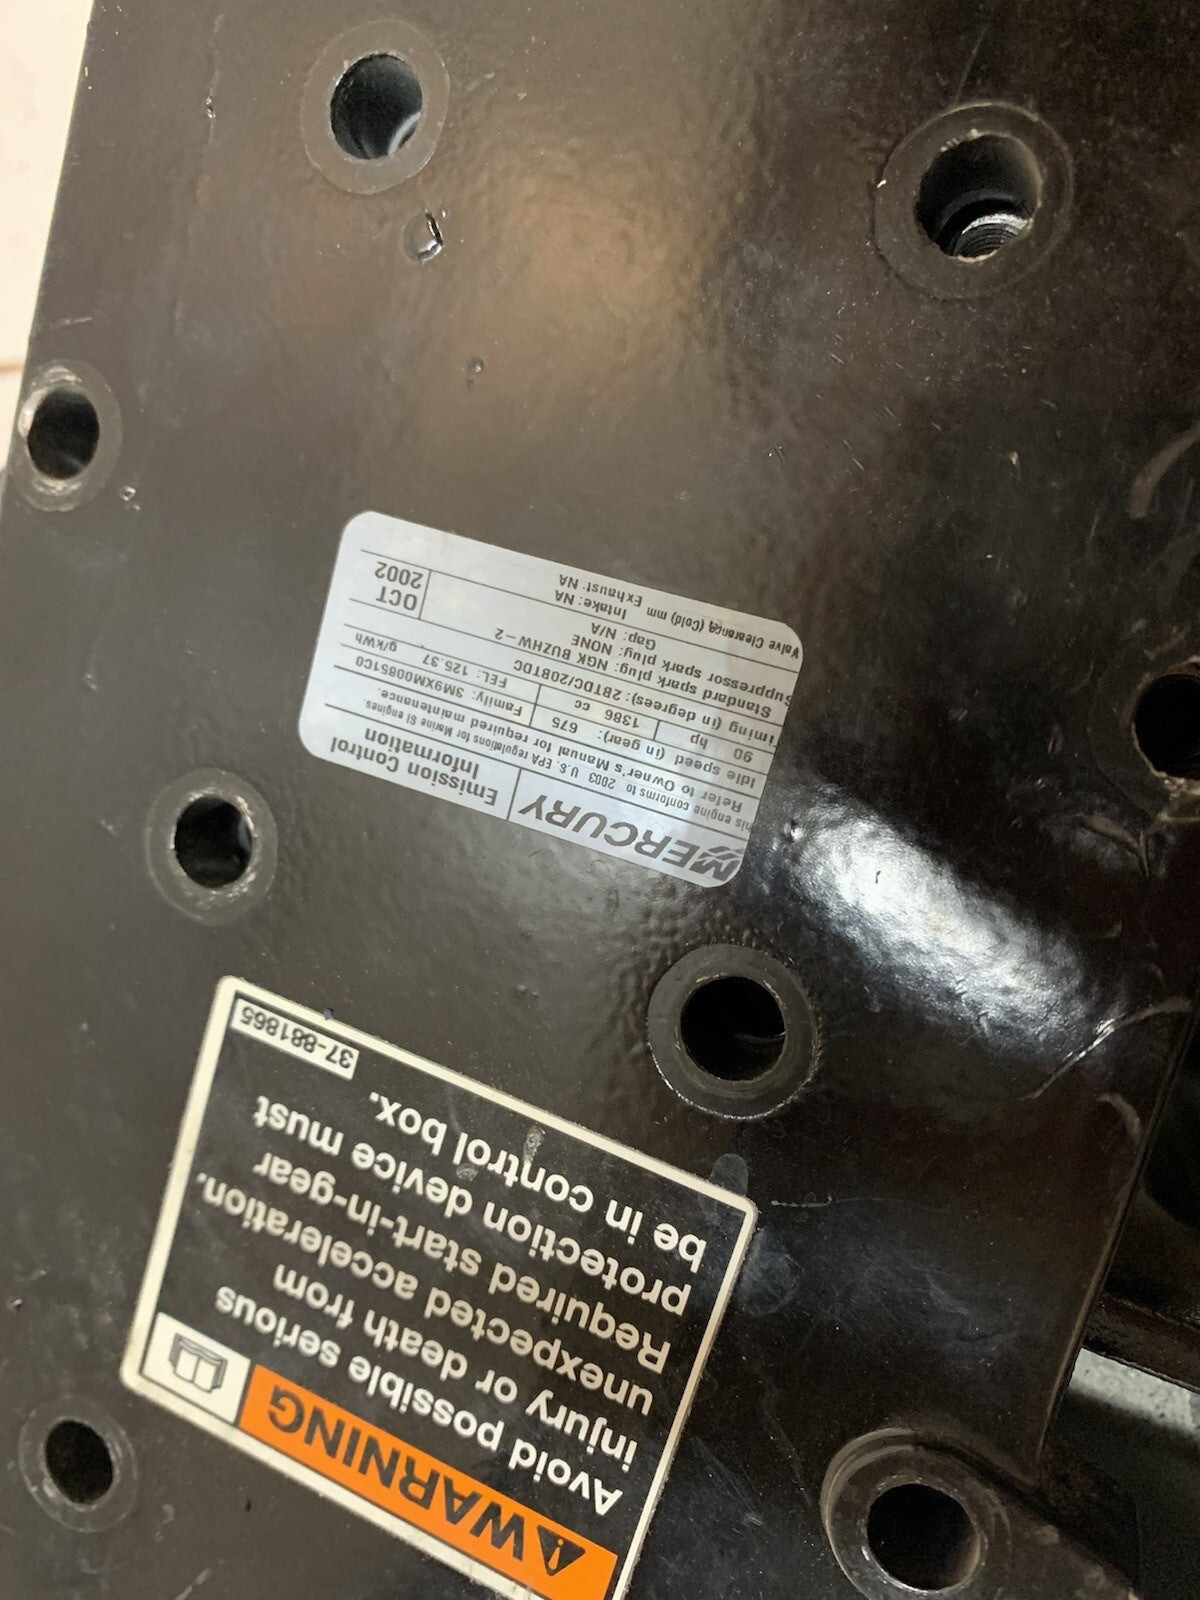 MERCURY Emission Control
Information
This engine conforms to 2003 U.S. EPA regulations for Marine SI engines.
Refer to Owner's Manual for required maintenance.
Idle speed (in gear): 675 Family: 3M9XM00851C0
90 hp 1386 cc FEL: 125.37 g/kWh
Timing (in degrees): 2BTDC/20BTDC
Standard spark plug: NGK BUZHW-2
Suppressor spark plug: NONE
Gap: N/A
OCT
2002
Valve Clearance (Cold) mm Intake: NA
Exhaust: NA
WARNING
Avoid possible serious
injury or death from
unexpected acceleration.
Required start-in-gear
protection device must
be in control box.
37-881865